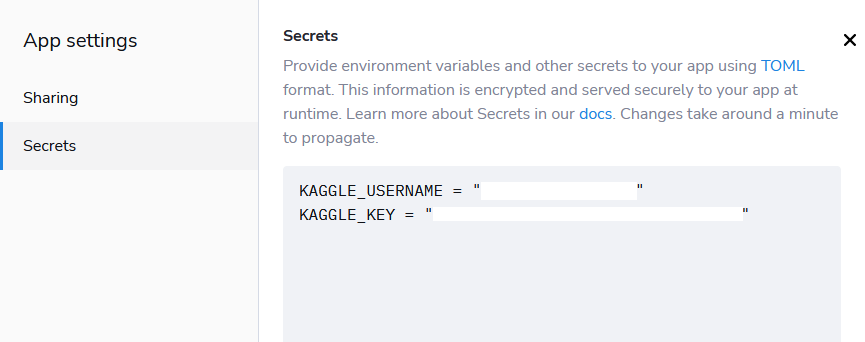 App settings
Sharing
Secrets
Secrets
Provide environment variables and other secrets to your app using TOML
format. This information is encrypted and served securely to your app at
runtime. Learn more about Secrets in our docs. Changes take around a minute
to propagate.
KAGGLE_USERNAME = " "
KAGGLE_KEY = " "